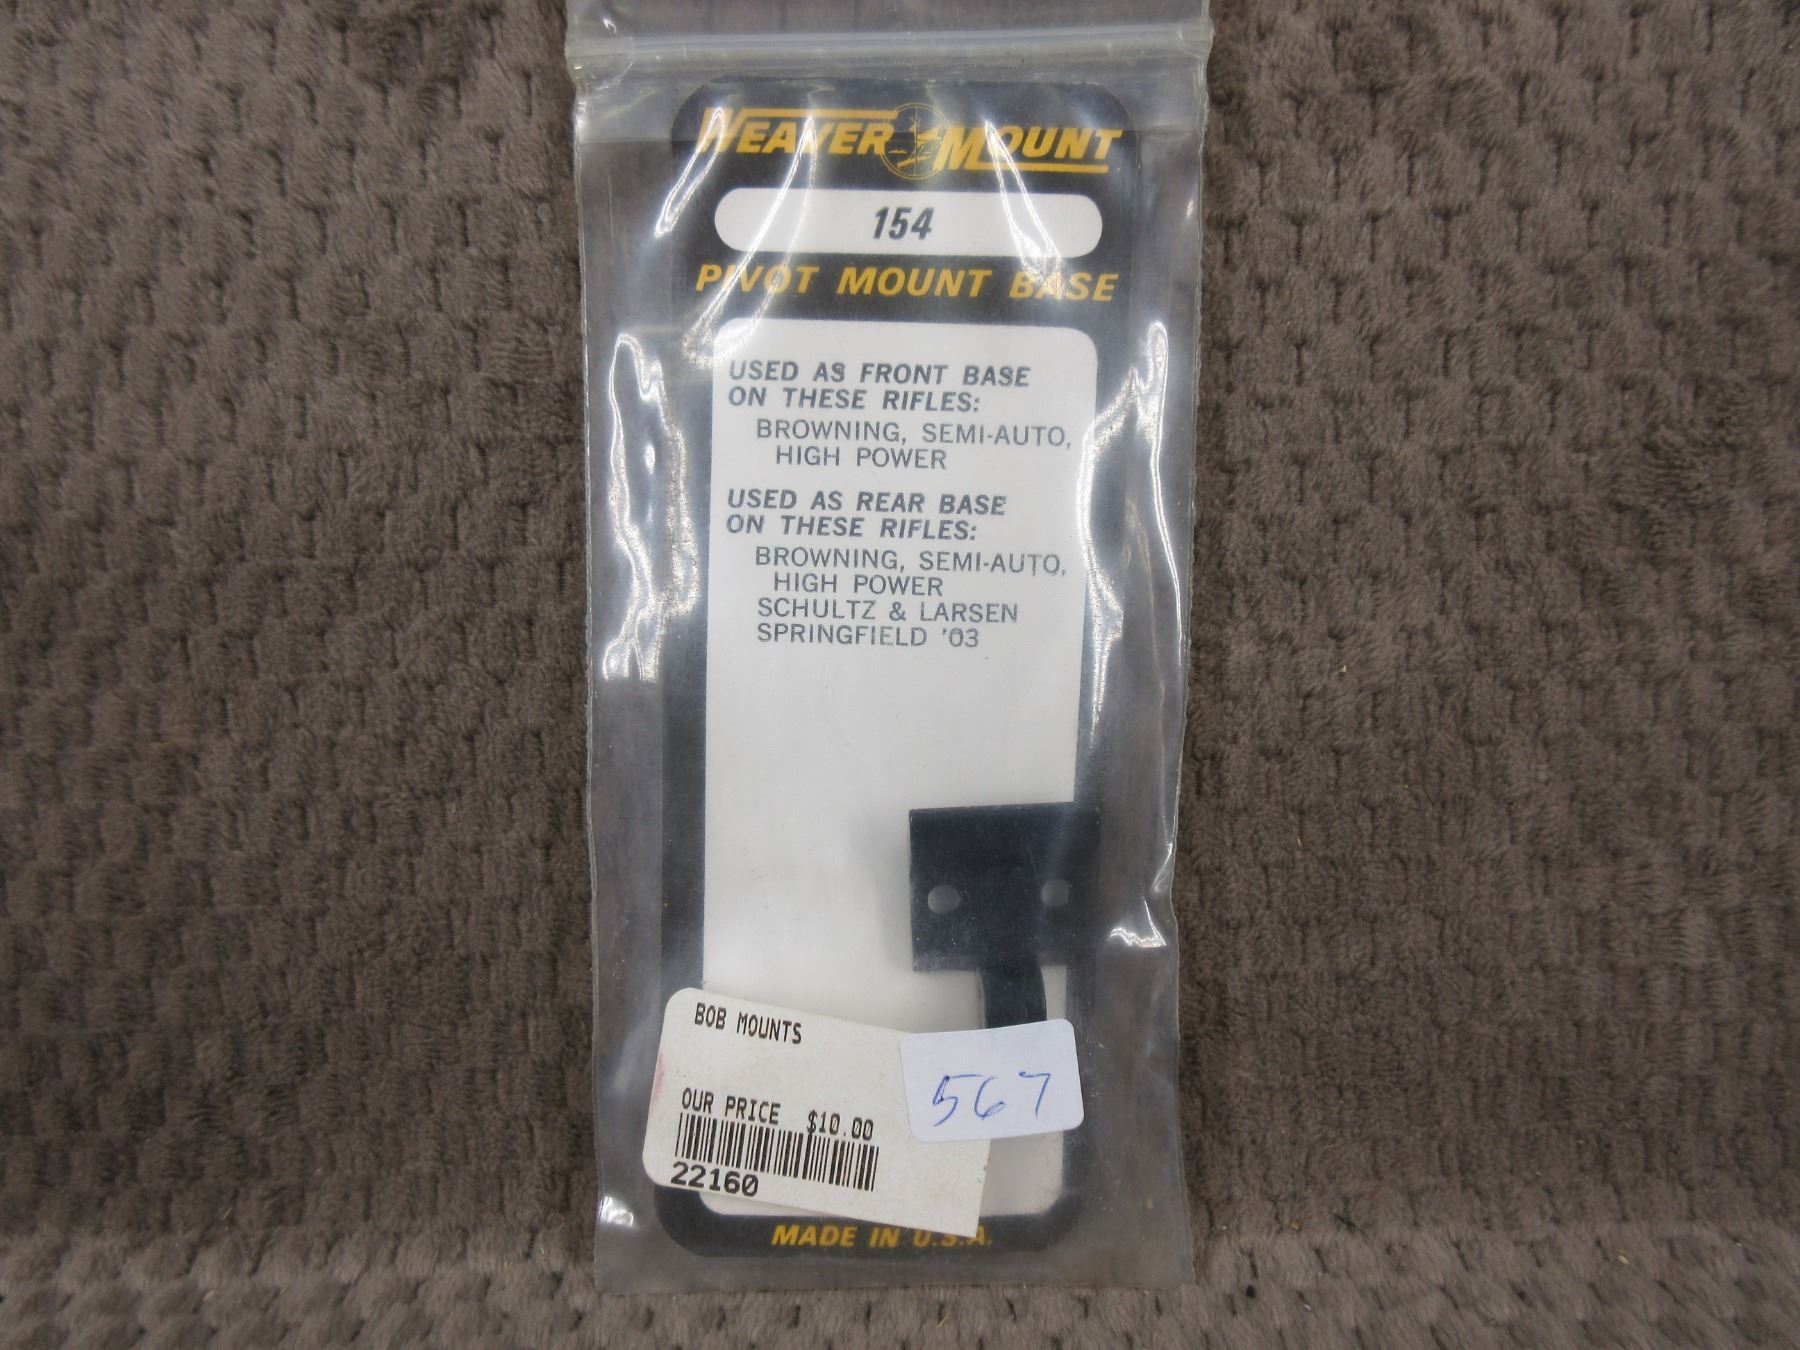 WEAVER MOUNT
154
PIVOT MOUNT BASE
USED AS FRONT BASE
ON THESE RIFLES:
BROWNING, SEMI-AUTO,
HIGH POWER
USED AS REAR BASE
ON THESE RIFLES:
BROWNING, SEMI-AUTO,
HIGH POWER
SCHULTZ & LARSEN
SPRINGFIELD '03
BOB MOUNTS
OUR PRICE $10.00
22160
567
MADE IN U.S.A.